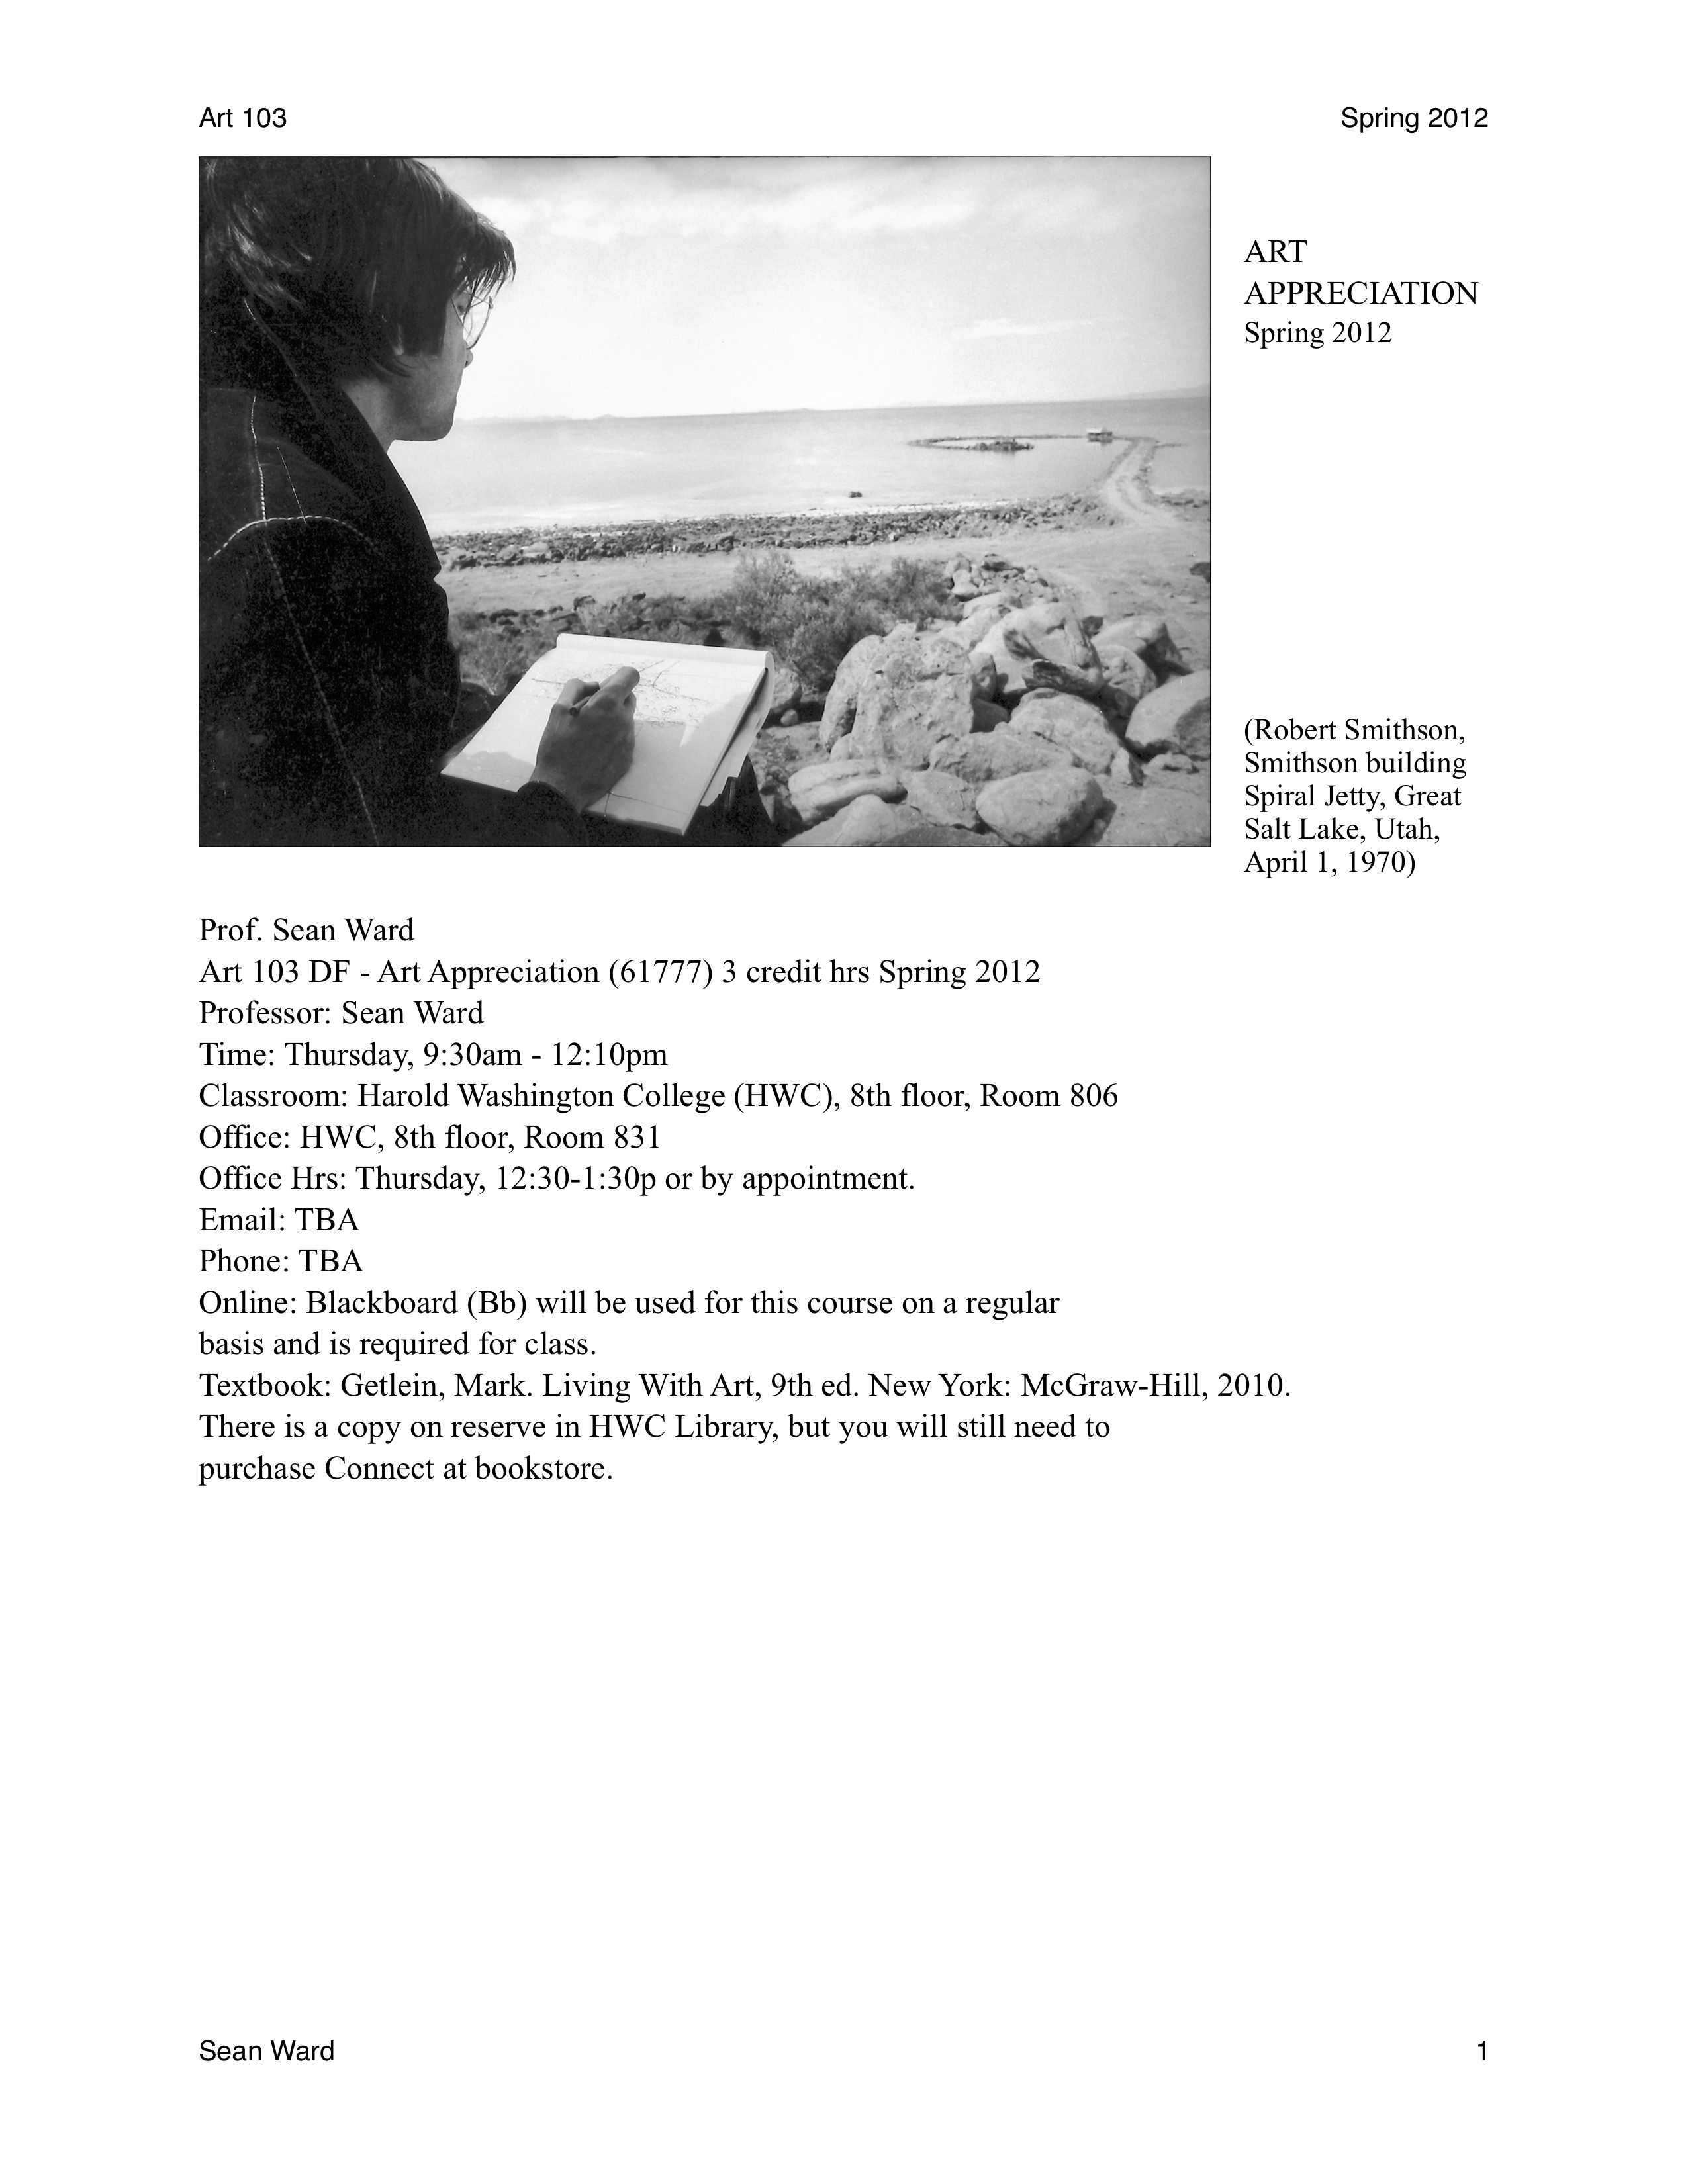 Art 103
Spring 2012
ART
APPRECIATION
Spring 2012
(Robert Smithson,
Smithson building
Spiral Jetty, Great
Salt Lake, Utah,
April 1, 1970)
Prof. Sean Ward
Art 103 DF - Art Appreciation (61777) 3 credit hrs Spring 2012
Professor: Sean Ward
Time: Thursday, 9:30am - 12:10pm
Classroom: Harold Washington College (HWC), 8th floor, Room 806
Office: HWC, 8th floor, Room 831
Office Hrs: Thursday, 12:30-1:30p or by appointment.
Email: TBA
Phone: TBA
Online: Blackboard (Bb) will be used for this course on a regular
basis and is required for class.
Textbook: Getlein, Mark. Living With Art, 9th ed. New York: McGraw-Hill, 2010.
There is a copy on reserve in HWC Library, but you will still need to
purchase Connect at bookstore.
Sean Ward
1